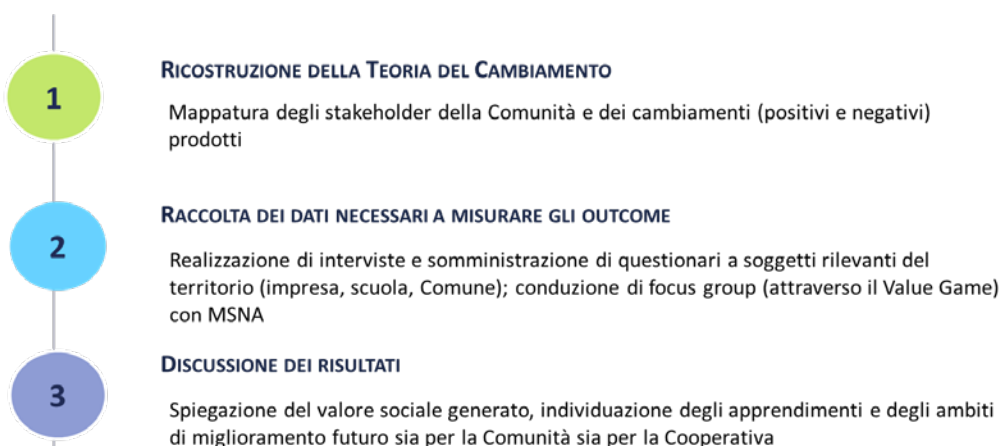 1
RICOSTRUZIONE DELLA TEORIA DEL CAMBIAMENTO
Mappatura degli stakeholder della Comunità e dei cambiamenti (positivi e negativi)
prodotti
2
RACCOLTA DEI DATI NECESSARI A MISURARE GLI OUTCOME
Realizzazione di interviste e somministrazione di questionari a soggetti rilevanti del
territorio (impresa, scuola, Comune); conduzione di focus group (attraverso il Value Game)
con MSNA
3
DISCUSSIONE DEI RISULTATI
Spiegazione del valore sociale generato, individuazione degli apprendimenti e degli ambiti
di miglioramento futuro sia per la Comunità sia per la Cooperativa